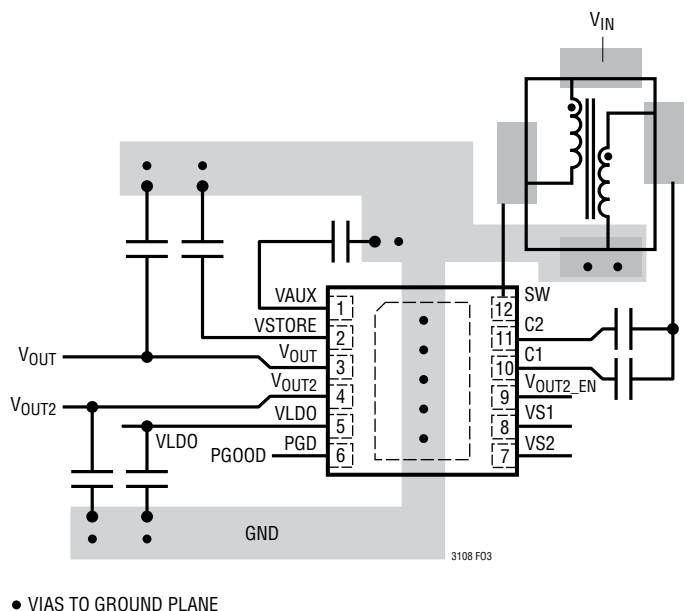 VIN
VAUX 1
VSTORE 2
VOUT VOUT 3
VOUT2 VOUT2 4
VLDO VLDO 5
PGOOD PGD 6
12 SW
11 C2
10 C1
9 VOUT2_EN
8 VS1
7 VS2
GND
3108 F03
● VIAS TO GROUND PLANE